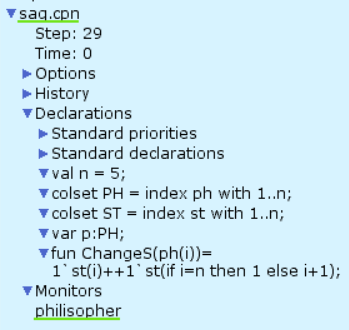 saq.cpn
Step: 29
Time: 0
Options
History
Declarations
Standard priorities
Standard declarations
val n = 5;
colset PH = index ph with 1..n;
colset ST = index st with 1..n;
var p:PH;
fun ChangeS(ph(i))=
1`st(i)++1`st(if i=n then 1 else i+1);
Monitors
philisopher